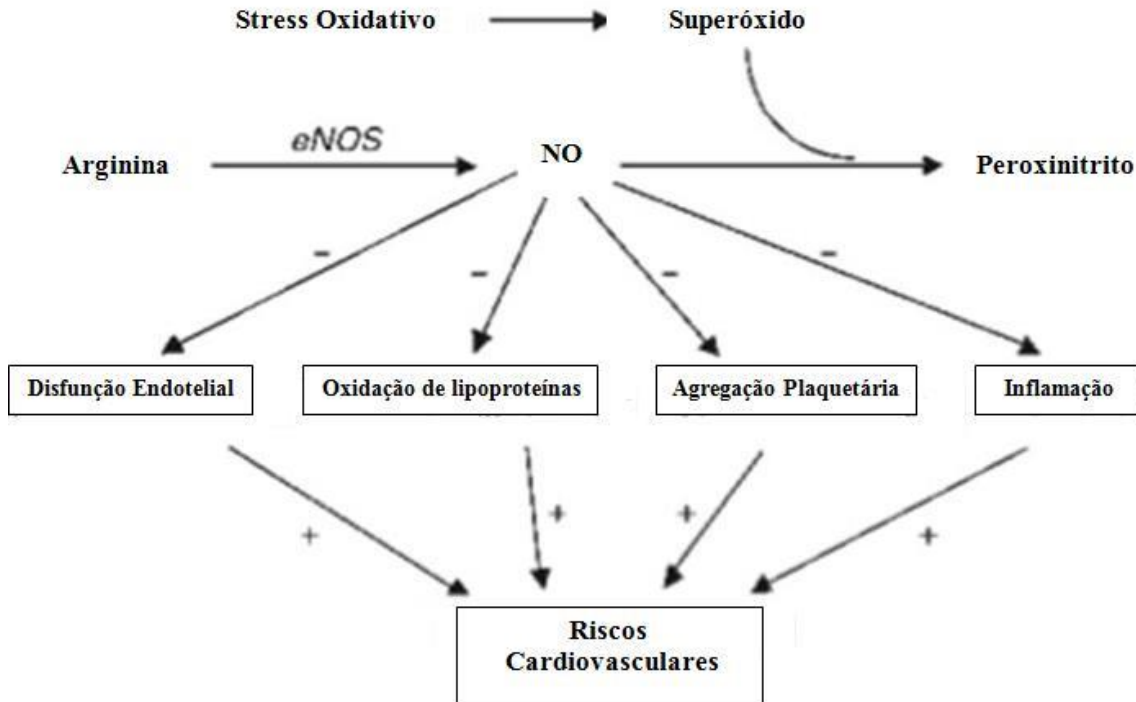 Stress Oxidativo
Superóxido
eNOS
Arginina
NO
Peroxinitrito
-
-
-
-
Disfunção Endotelial
Oxidação de lipoproteínas
Agregação Plaquetária
Inflamação
+
+
+
+
Riscos
Cardiovasculares